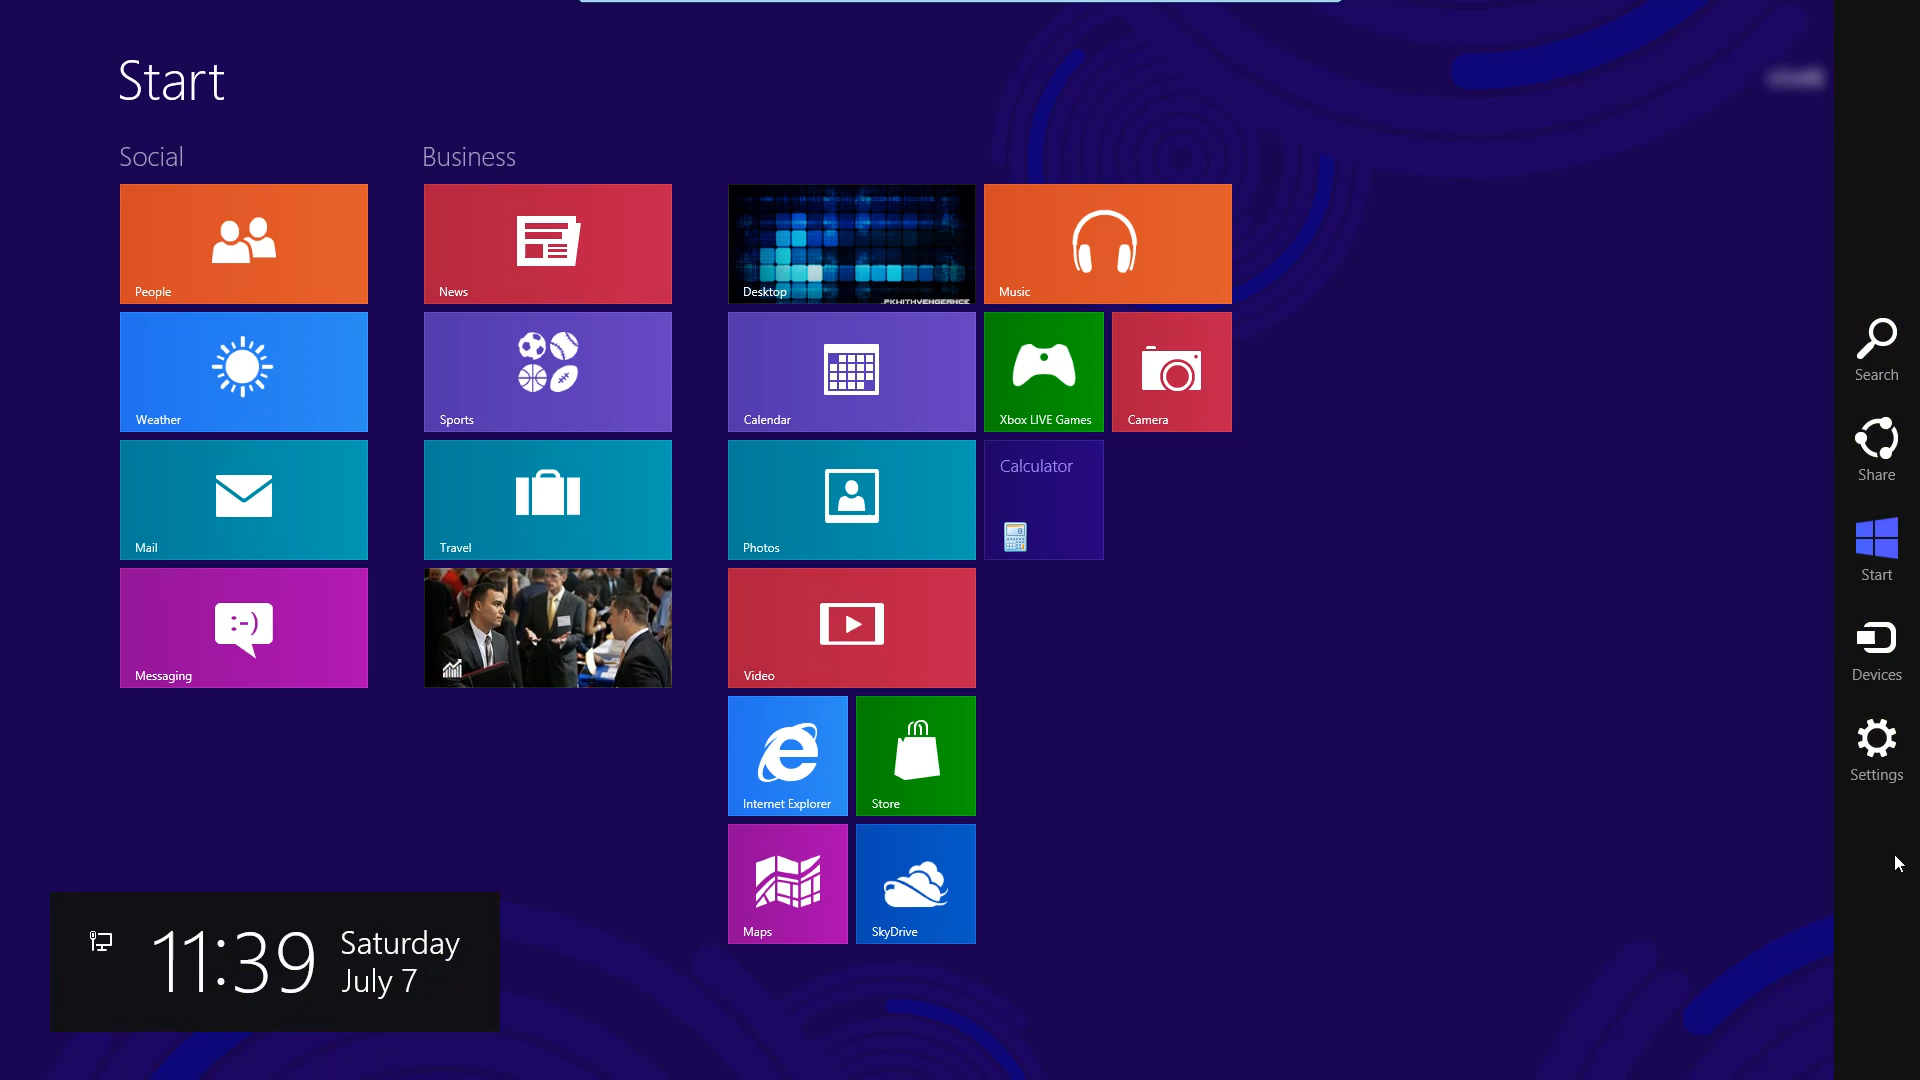 Start
Social
Business
People
News
Desktop
.PKWITHVENGEANCE
Music
Weather
Sports
Calendar
Xbox LIVE Games
Camera
Mail
Travel
Photos
Calculator
Messaging
:-)
Video
Internet Explorer
Store
Maps
SkyDrive
11:39
Saturday
July 7
Search
Share
Start
Devices
Settings